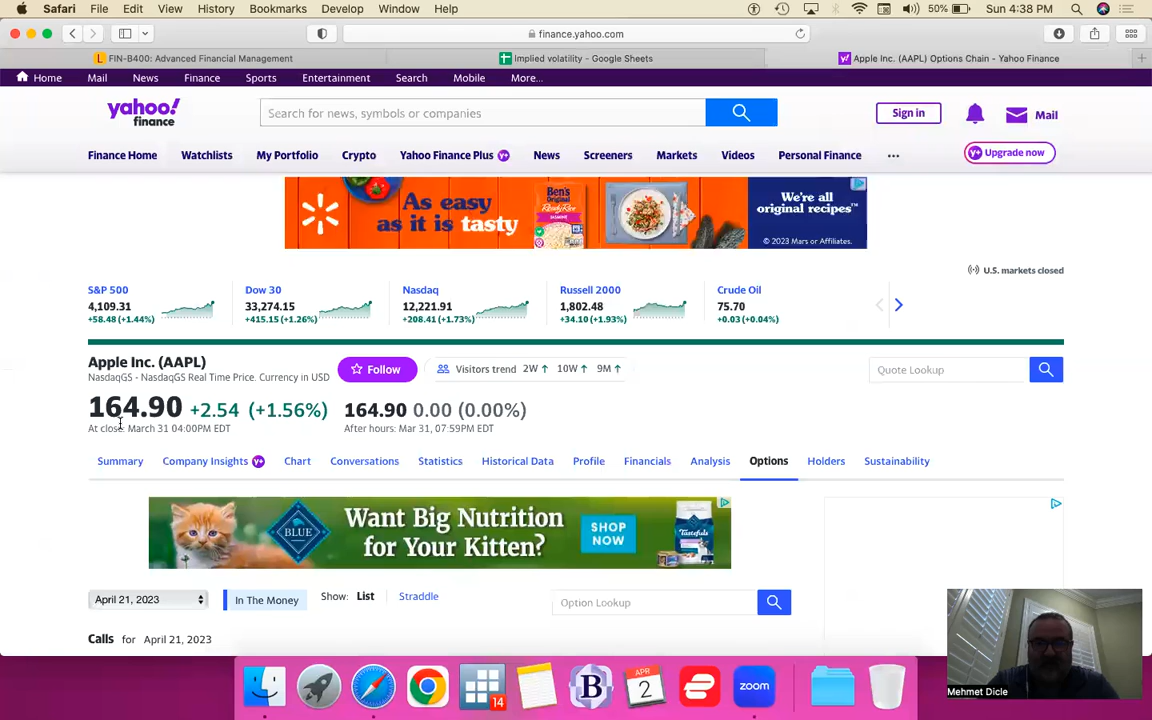 Safari File Edit View History Bookmarks Develop Window Help 50% Sun 4:38 PM
finance.yahoo.com
FIN-B400: Advanced Financial Management Implied volatility - Google Sheets Apple Inc. (AAPL) Options Chain - Yahoo Finance
Home Mail News Finance Sports Entertainment Search Mobile More...
yahoo!
finance
Search for news, symbols or companies
Sign in
Mail
Finance Home Watchlists My Portfolio Crypto Yahoo Finance Plus News Screeners Markets Videos Personal Finance ... Upgrade now
As easy
as it is tasty
BEN'S
Original
We're all
original recipes™
© 2023 Mars or Affiliates.
U.S. markets closed
S&P 500 Dow 30 Nasdaq Russell 2000 Crude Oil
4,109.31 33,274.15 12,221.91 1,802.48 75.70
+58.48 (+1.44%) +415.15 (+1.26%) +208.41 (+1.73%) +34.10 (+1.93%) +0.03 (+0.04%)
Apple Inc. (AAPL)
NasdaqGS - NasdaqGS Real Time Price. Currency in USD
Follow
Visitors trend 2W↑ 10W↑ 9M↑
Quote Lookup
164.90 +2.54 (+1.56%) 164.90 0.00 (0.00%)
At close: March 31 04:00PM EDT After hours: Mar 31, 07:59PM EDT
Summary Company Insights Chart Conversations Statistics Historical Data Profile Financials Analysis Options Holders Sustainability
BLUE
Want Big Nutrition
for Your Kitten?
SHOP
NOW
Tastefuls
April 21, 2023 In The Money Show: List Straddle Option Lookup
Calls for April 21, 2023
14
APR
2
zoom
Mehmet Dicle